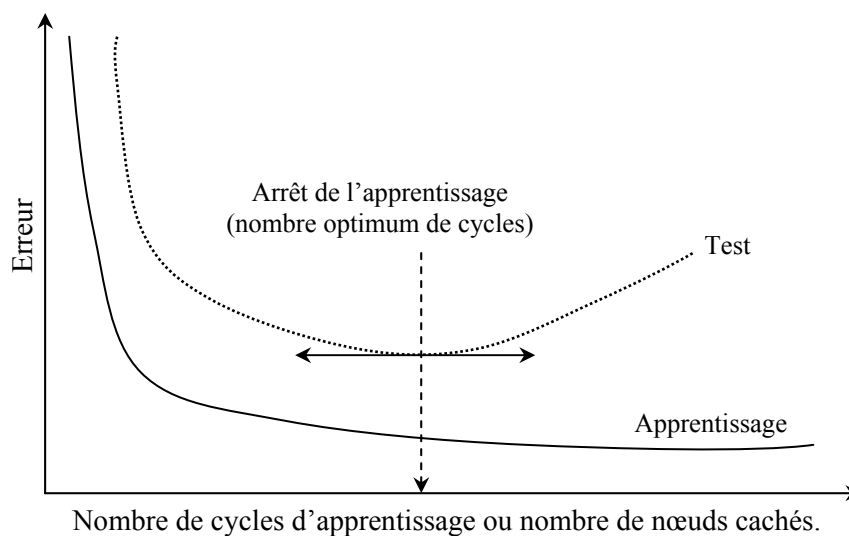 Arrêt de l’apprentissage
(nombre optimum de cycles)
Erreur
Test
Apprentissage
Nombre de cycles d’apprentissage ou nombre de nœuds cachés.